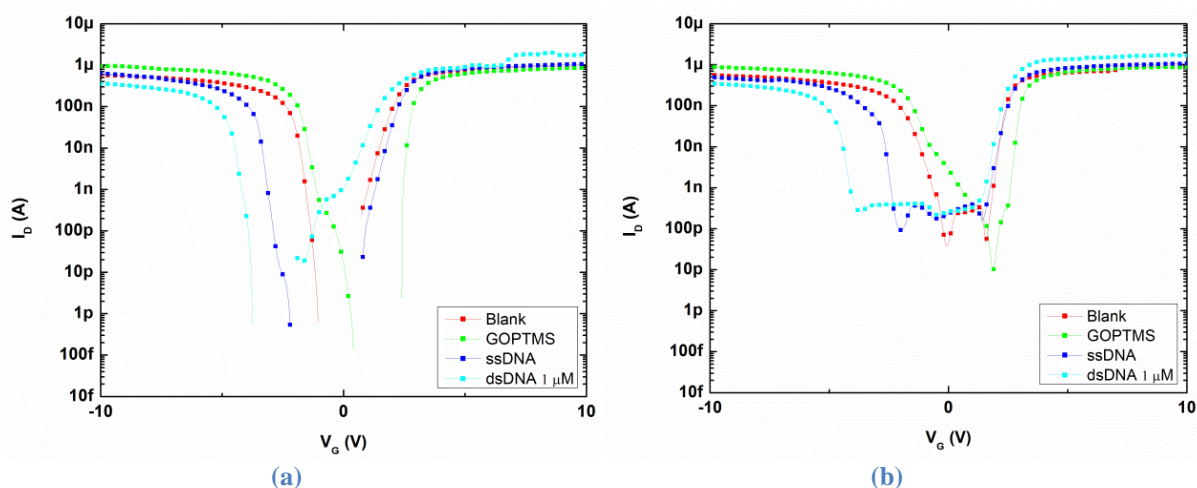 10µ
1µ
100n
10n
1n
100p
10p
1p
100f
10f
I_D (A)
-10
0
10
V_G (V)
Blank
GOPTMS
ssDNA
dsDNA 1 µM
(a)
10µ
1µ
100n
10n
1n
100p
10p
1p
100f
10f
I_D (A)
-10
0
10
V_G (V)
Blank
GOPTMS
ssDNA
dsDNA 1 µM
(b)